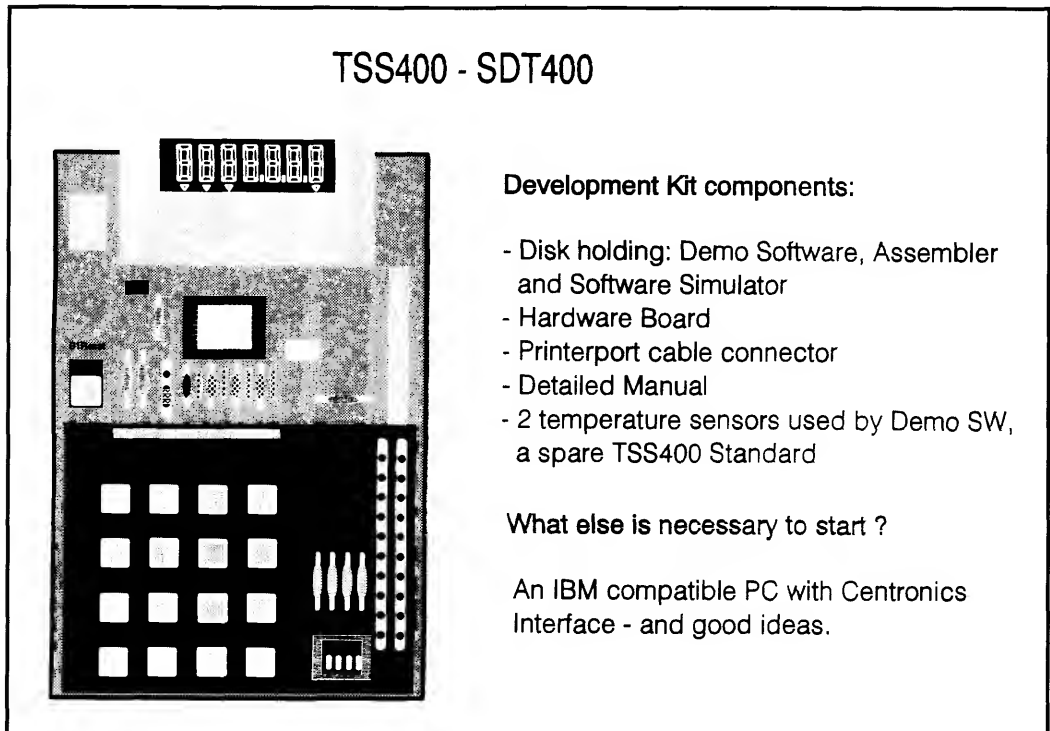 TSS400 - SDT400
Development Kit components:
- Disk holding: Demo Software, Assembler
and Software Simulator
- Hardware Board
- Printerport cable connector
- Detailed Manual
- 2 temperature sensors used by Demo SW,
a spare TSS400 Standard
What else is necessary to start ?
An IBM compatible PC with Centronics
Interface - and good ideas.